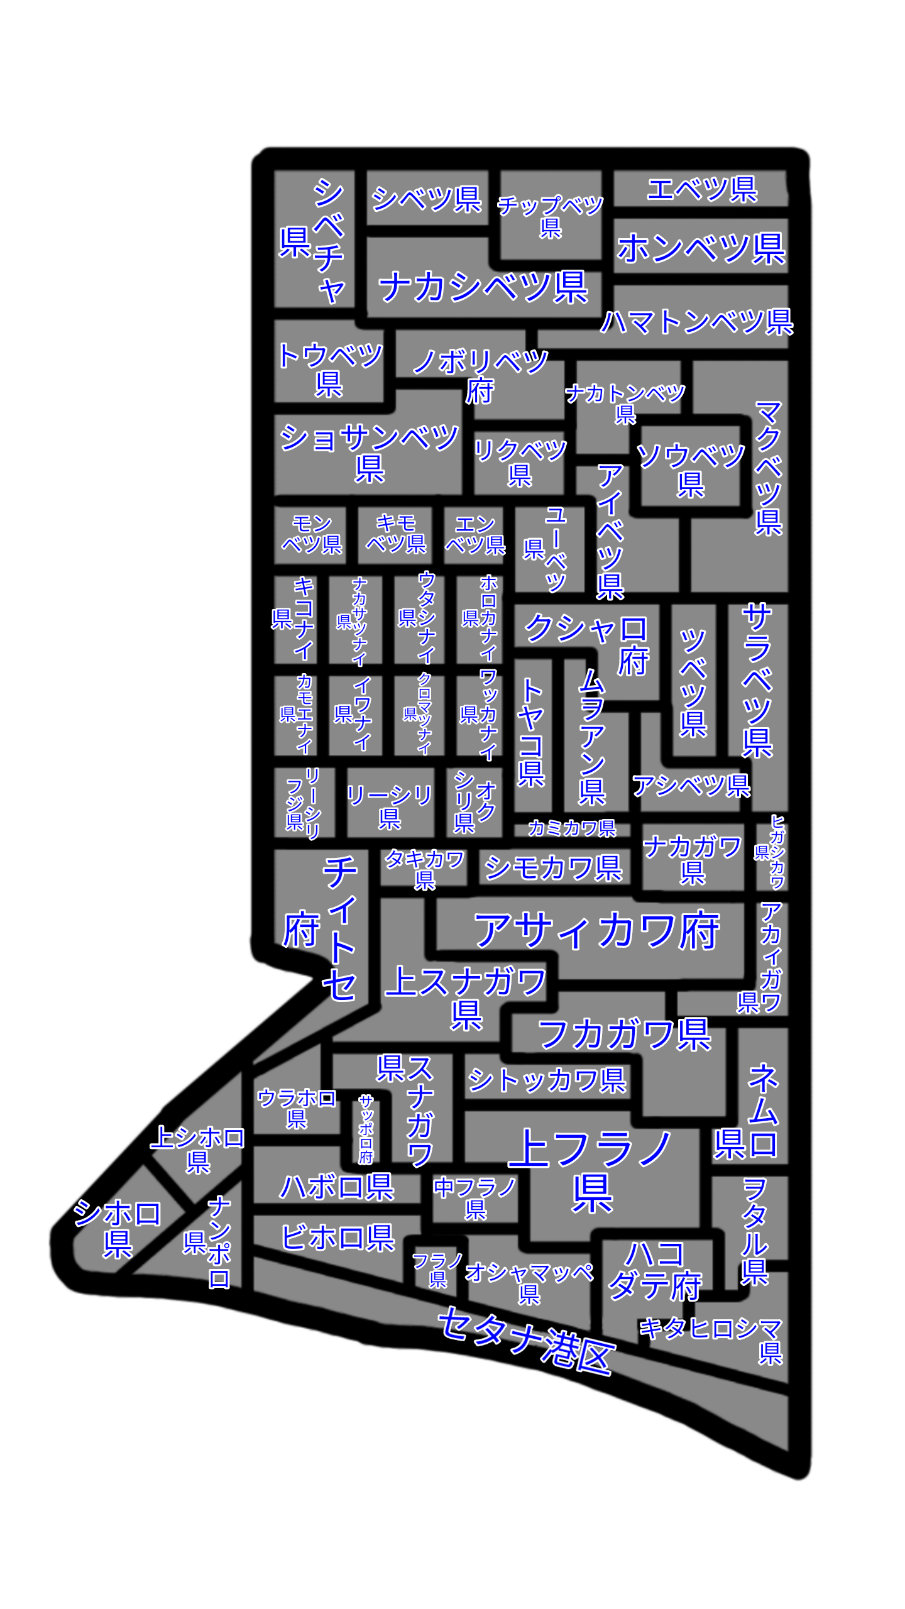 シベチャ
県
シベツ県
チップベツ
県
エベツ県
ホンベツ県
ナカシベツ県
ハマトンベツ県
トウベツ
県
ノボリベツ
府
ナカトンベツ
県
マクベツ県
ショサンベツ
県
リクベツ
県
ソウベツ
県
アイベツ県
モン
ベツ県
キモ
ベツ県
エン
ベツ県
ユーベツ
県
キコナイ
県
ナカサツナイ
県
ウタシナイ
県
ホロカナイ
県
クシャロ
府
ツベツ県
サラベツ県
カモエナイ
県
イワナイ
県
クロマツナイ
県
ワッカナイ
県
トヤコ県
ムヲアン県
アシベツ県
リーシリ
フジ県
リーシリ
県
オク
シリ県
カミカワ県
ナカガワ
県
ヒガシカワ
県
チィトセ
府
タキカワ
県
シモカワ県
アサィカワ府
アカィガワ
県
上スナガワ
県
フカガワ県
スナガワ
県
シトッカワ県
ネムロ
県
ウラホロ
県
サッポロ府
上シホロ
県
上フラノ
県
ハボロ県
中フラノ
県
ヲタル県
シホロ
県
ナンポロ
県
ビホロ県
フラノ
県
オシャマッペ
県
ハコ
ダテ府
キタヒロシマ
県
セタナ港区